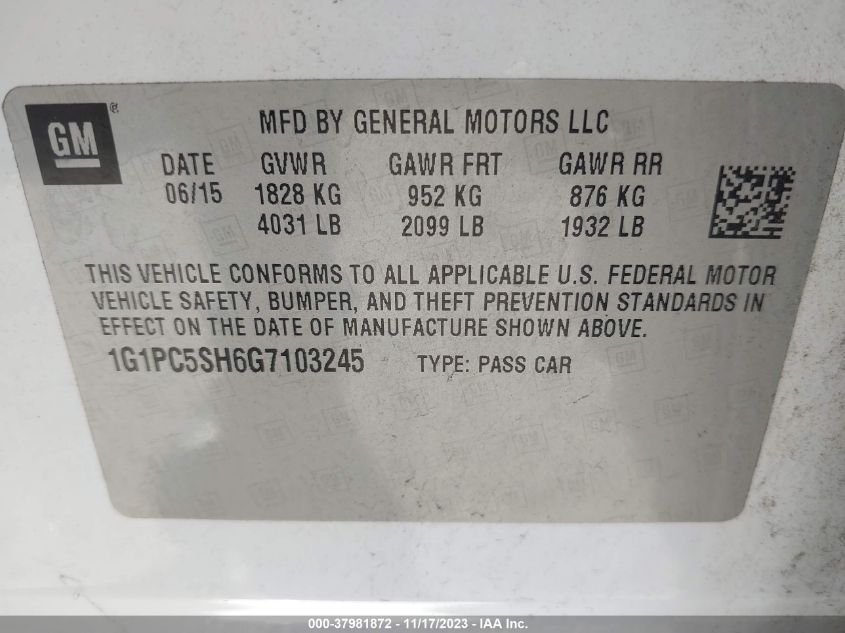 GM
MFD BY GENERAL MOTORS LLC
DATE GVWR GAWR FRT GAWR RR
06/15 1828 KG 952 KG 876 KG
4031 LB 2099 LB 1932 LB
THIS VEHICLE CONFORMS TO ALL APPLICABLE U.S. FEDERAL MOTOR
VEHICLE SAFETY, BUMPER, AND THEFT PREVENTION STANDARDS IN
EFFECT ON THE DATE OF MANUFACTURE SHOWN ABOVE.
1G1PC5SH6G7103245 TYPE: PASS CAR
000-37981872 - 11/17/2023 - IAA Inc.